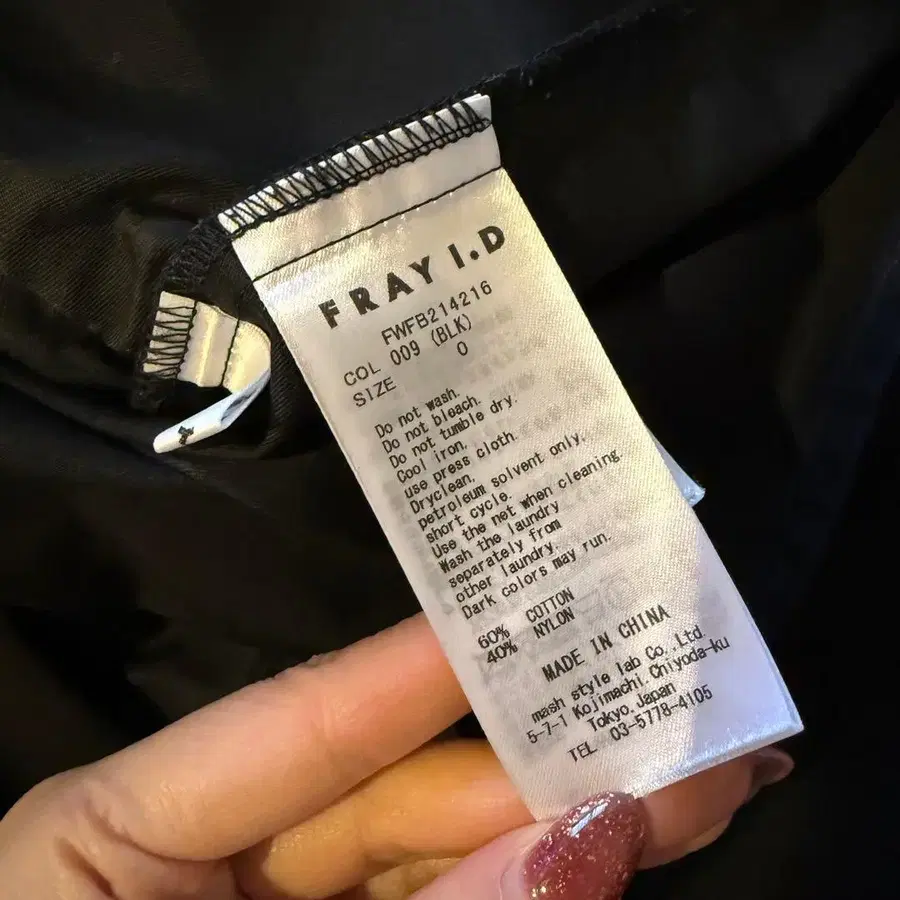 FRAY I.D
FWFB214216
COL 009 (BLK)
SIZE 0
Do not wash.
Do not bleach.
Do not tumble dry.
Cool iron.
use press cloth.
Dryclean.
petroleum solvent only.
short cycle.
Use the net when cleaning.
Wash the laundry
separately from
other laundry.
Dark colors may run.
60% COTTON
40% NYLON
MADE IN CHINA
mash style lab Co., Ltd.
5-7-1 Kojimachi, Chiyoda-ku
Tokyo, Japan
TEL 03-5778-4105